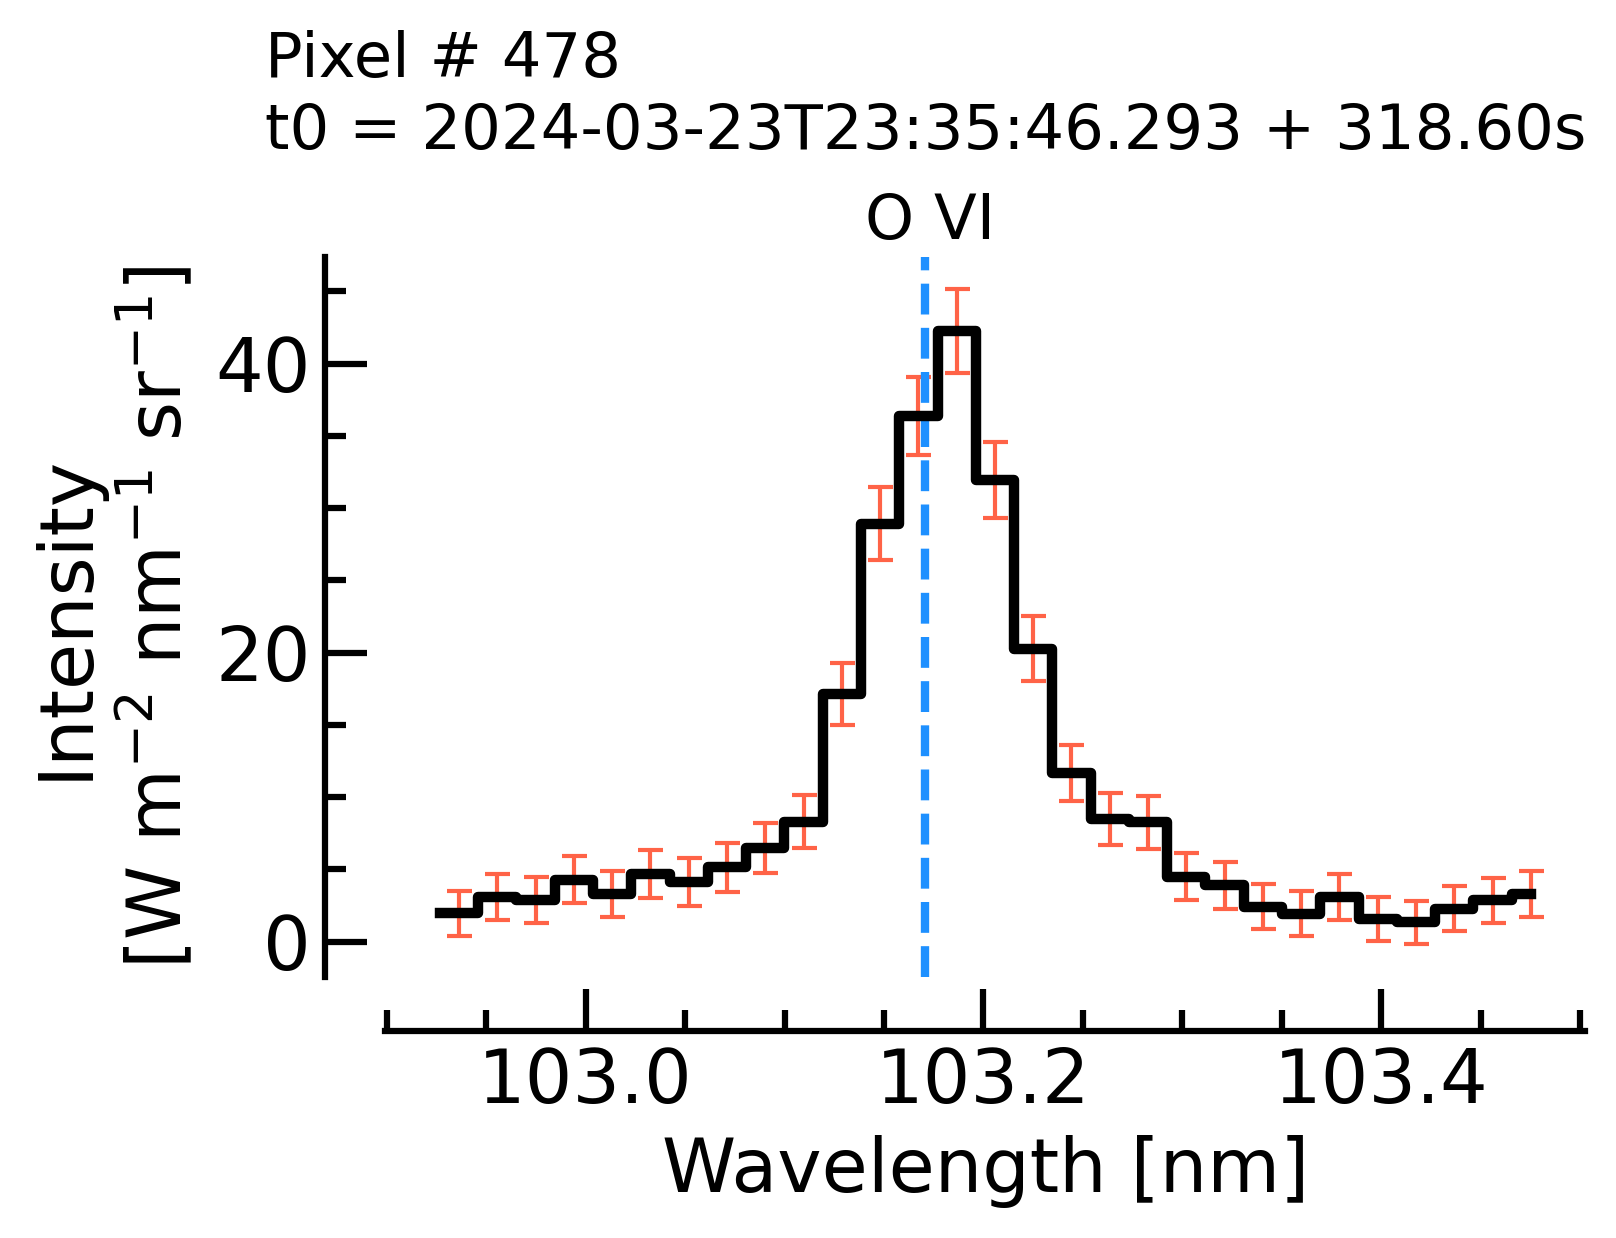 Pixel # 478
t0 = 2024-03-23T23:35:46.293 + 318.60s
O VI
Intensity
[W m⁻² nm⁻¹ sr⁻¹]
40
20
0
103.0 103.2 103.4
Wavelength [nm]